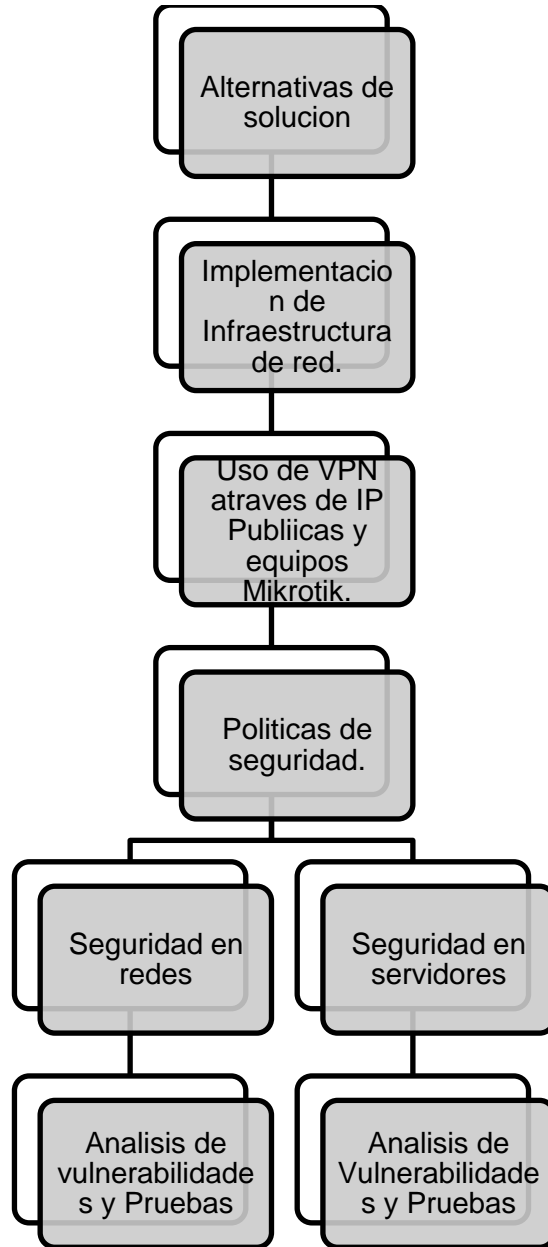 Alternativas de
solucion
Implementacio
n de
Infraestructura
de red.
Uso de VPN
atraves de IP
Publiicas y
equipos
Mikrotik.
Politicas de
seguridad.
Seguridad en
redes
Seguridad en
servidores
Analisis de
vulnerabilidade
s y Pruebas
Analisis de
Vulnerabilidade
s y Pruebas